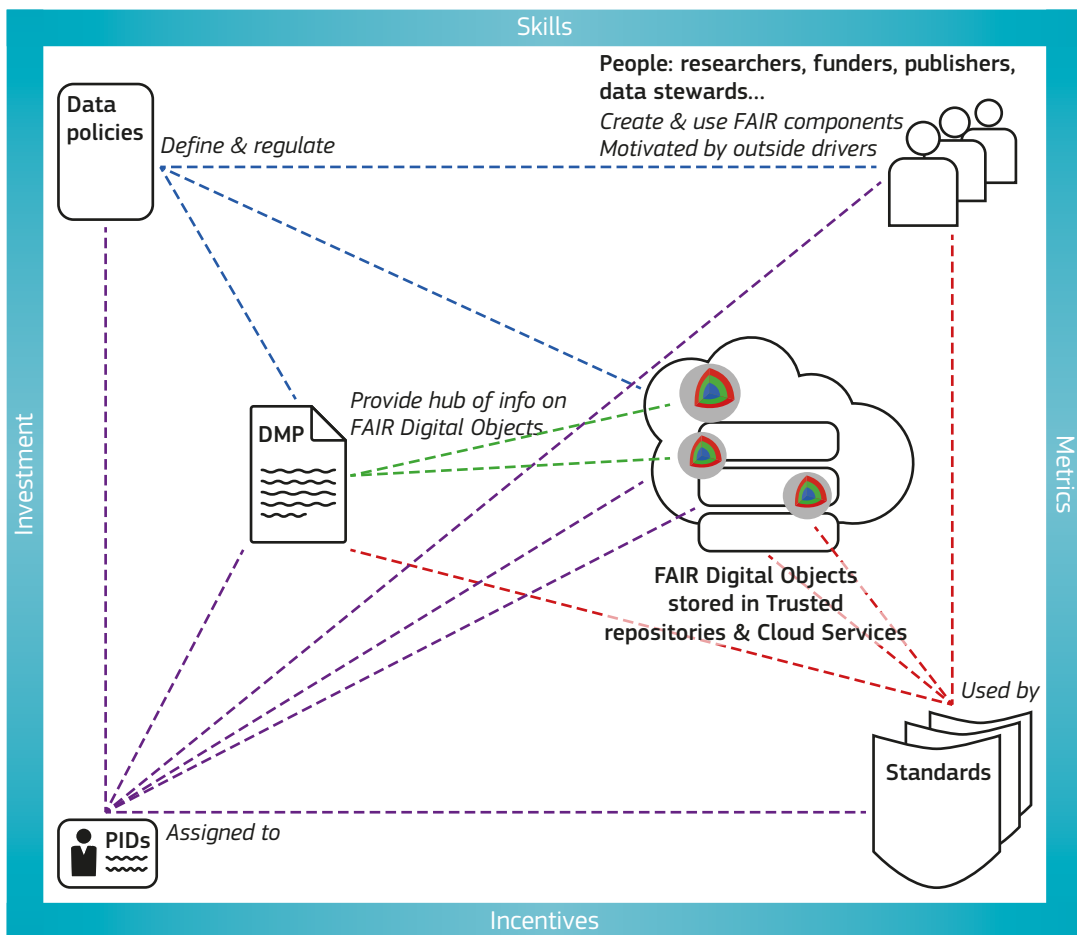 Skills
People: researchers, funders, publishers,
data stewards...
Create & use FAIR components
Motivated by outside drivers
Data
policies
Define & regulate
Investment
Metrics
Provide hub of info on
FAIR Digital Objects
DMP
FAIR Digital Objects
stored in Trusted
repositories & Cloud Services
Used by
Standards
PIDs
Assigned to
Incentives